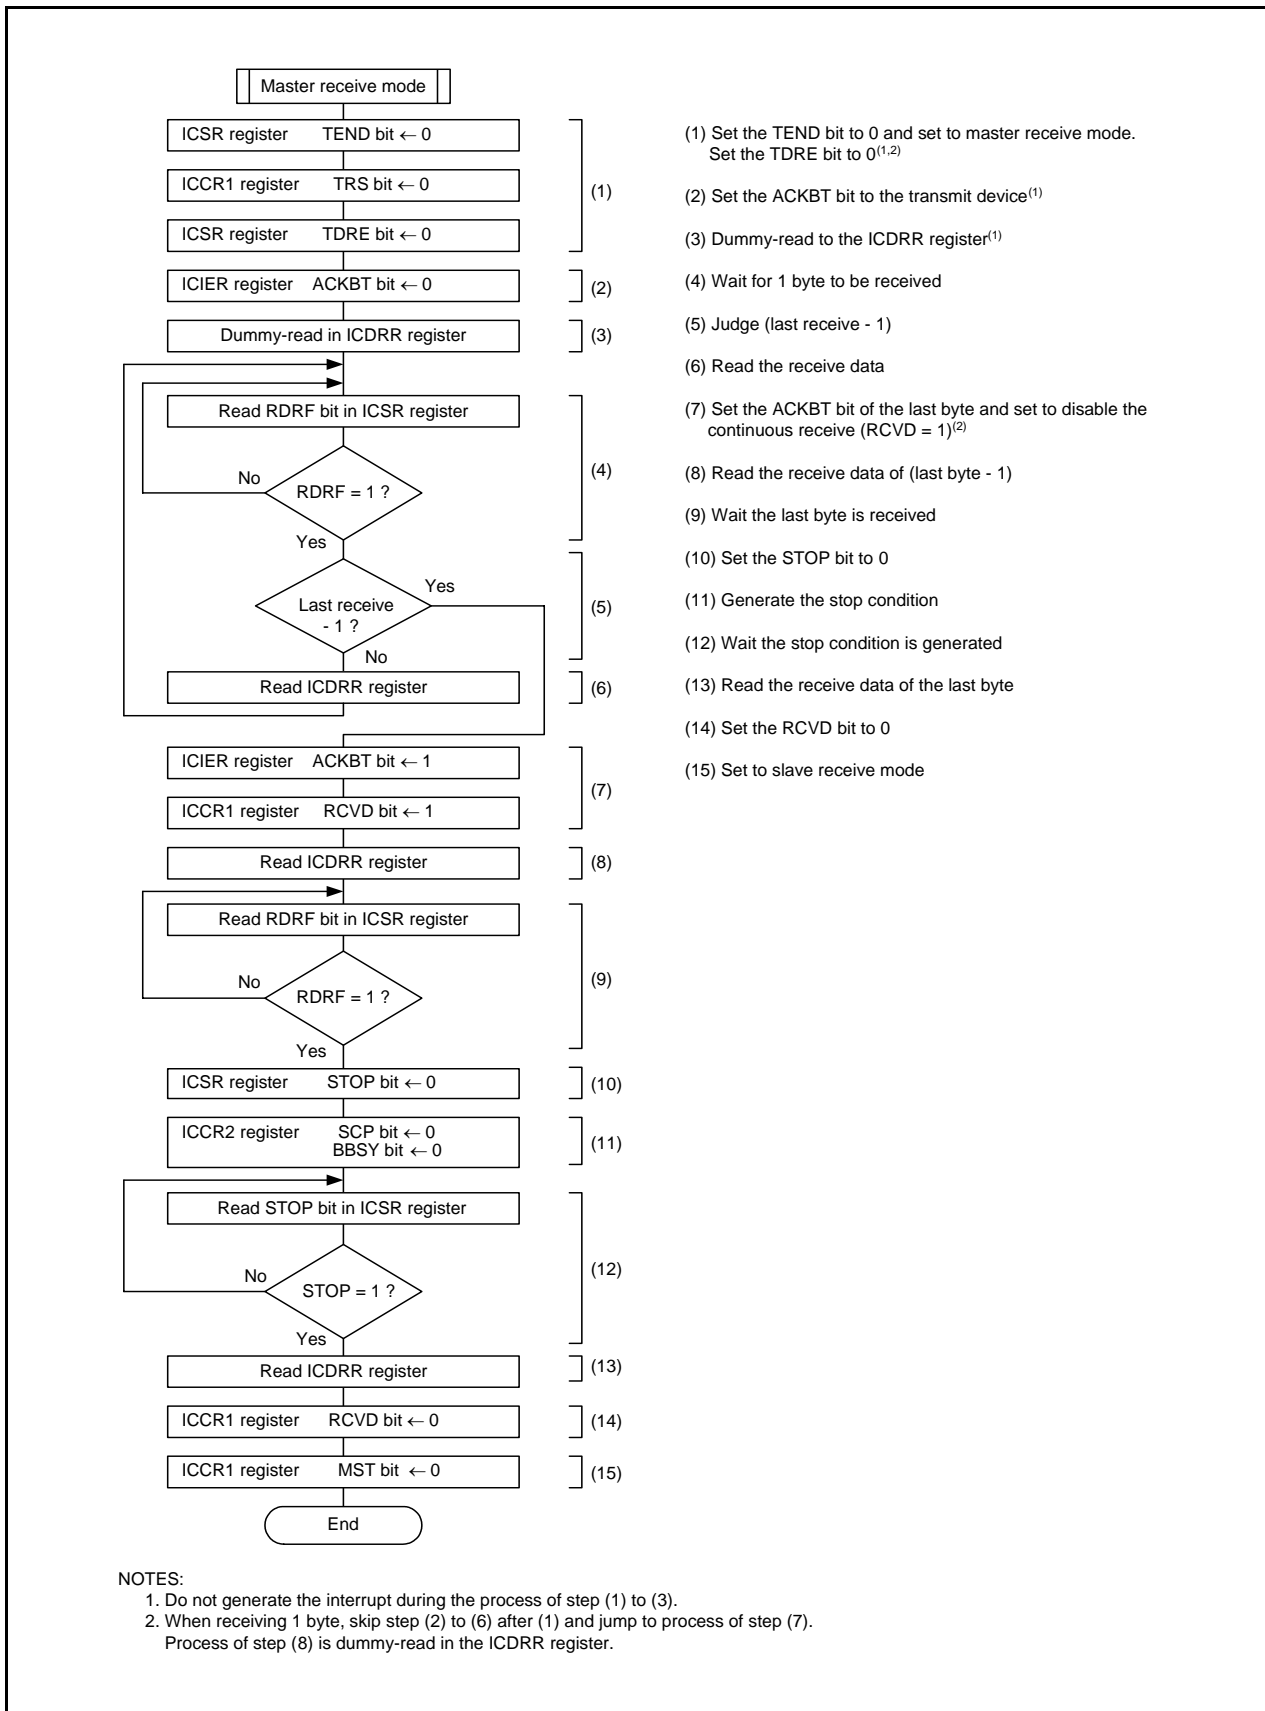 Master receive mode
ICSR register TEND bit ← 0
ICCR1 register TRS bit ← 0
ICSR register TDRE bit ← 0
(1)
ICIER register ACKBT bit ← 0
(2)
Dummy-read in ICDRR register
(3)
Read RDRF bit in ICSR register
RDRF = 1 ?
No
Yes
(4)
Last receive
- 1 ?
Yes
No
(5)
Read ICDRR register
(6)
ICIER register ACKBT bit ← 1
ICCR1 register RCVD bit ← 1
(7)
Read ICDRR register
(8)
Read RDRF bit in ICSR register
No
RDRF = 1 ?
Yes
(9)
ICSR register STOP bit ← 0
(10)
ICCR2 register SCP bit ← 0
BBSY bit ← 0
(11)
Read STOP bit in ICSR register
No
STOP = 1 ?
Yes
(12)
Read ICDRR register
(13)
ICCR1 register RCVD bit ← 0
(14)
ICCR1 register MST bit ← 0
(15)
End
(1) Set the TEND bit to 0 and set to master receive mode.
Set the TDRE bit to 0(1,2)
(2) Set the ACKBT bit to the transmit device(1)
(3) Dummy-read to the ICDRR register(1)
(4) Wait for 1 byte to be received
(5) Judge (last receive - 1)
(6) Read the receive data
(7) Set the ACKBT bit of the last byte and set to disable the
continuous receive (RCVD = 1)(2)
(8) Read the receive data of (last byte - 1)
(9) Wait the last byte is received
(10) Set the STOP bit to 0
(11) Generate the stop condition
(12) Wait the stop condition is generated
(13) Read the receive data of the last byte
(14) Set the RCVD bit to 0
(15) Set to slave receive mode
NOTES:
1. Do not generate the interrupt during the process of step (1) to (3).
2. When receiving 1 byte, skip step (2) to (6) after (1) and jump to process of step (7).
Process of step (8) is dummy-read in the ICDRR register.